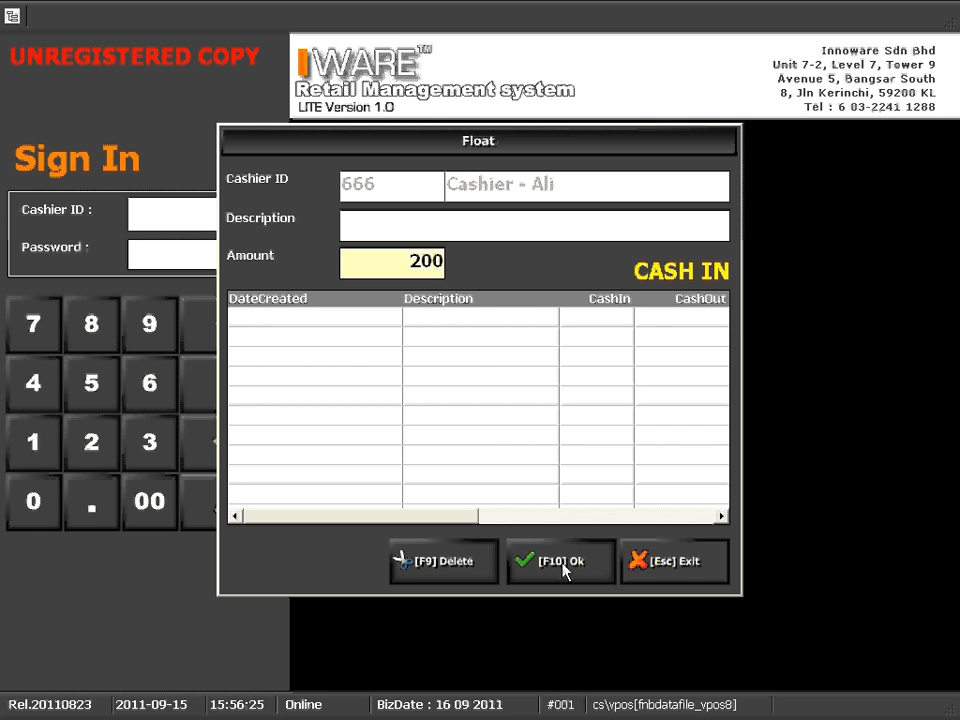 UNREGISTERED COPY
IWARE™
Retail Management system
LITE Version 1.0
Innoware Sdn Bhd
Unit 7-2, Level 7, Tower 9
Avenue 5, Bangsar South
8, Jln Kerinchi, 59200 KL
Tel : 6 03-2241 1288
Sign In
Cashier ID :
Password :
7 8 9
4 5 6
1 2 3
0 . 00
Float
Cashier ID 666 Cashier - Ali
Description
Amount 200
CASH IN
DateCreated Description CashIn CashOut
[F9] Delete [F10] Ok [Esc] Exit
Rel.20110823 2011-09-15 15:56:25 Online BizDate : 16 09 2011 #001 cs\vpos[fnbdatafile_vpos8]